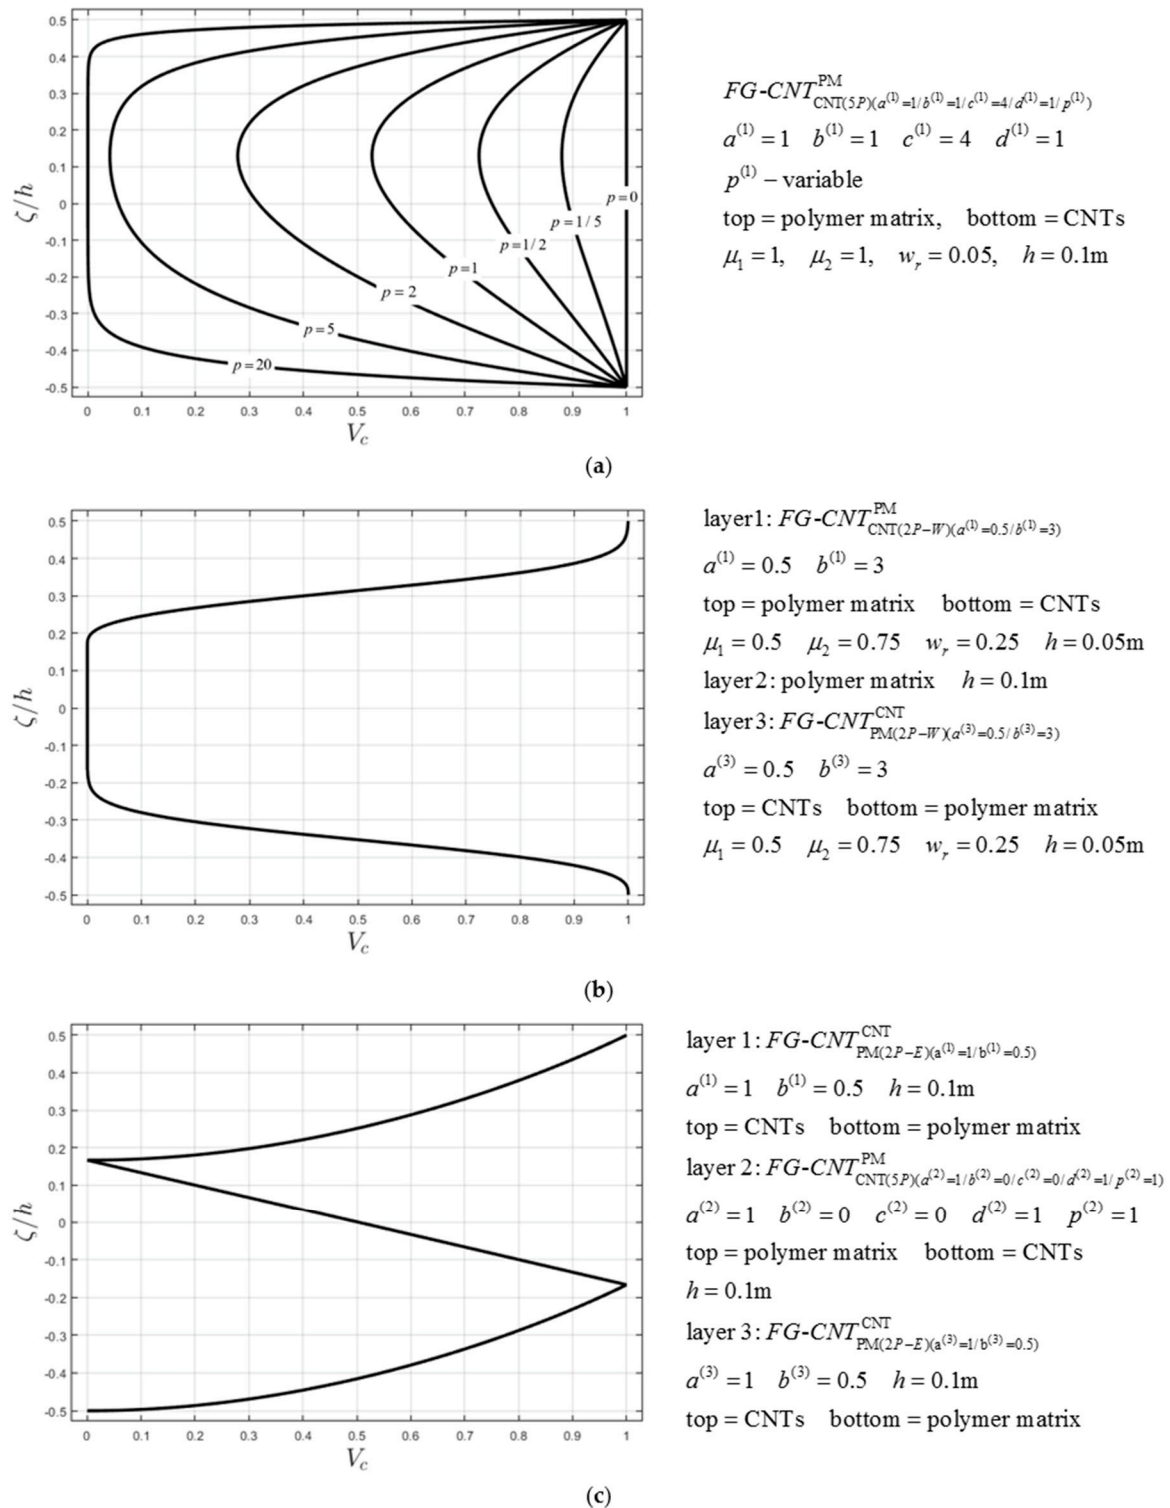 0.5
0.4
0.3
0.2
0.1
0
-0.1
-0.2
-0.3
-0.4
-0.5
ζ/h
p=0
p=1/5
p=1/2
p=1
p=2
p=5
p=20
0 0.1 0.2 0.3 0.4 0.5 0.6 0.7 0.8 0.9 1
V_c
FG-CNT^{PM}_{CNT(5P)(a^{(1)}=1/b^{(1)}=1/c^{(1)}=4/d^{(1)}=1/p^{(1)})}
a^{(1)} = 1 b^{(1)} = 1 c^{(1)} = 4 d^{(1)} = 1
p^{(1)} – variable
top = polymer matrix, bottom = CNTs
μ_1 = 1, μ_2 = 1, w_r = 0.05, h = 0.1m
(a)
0.5
0.4
0.3
0.2
0.1
0
-0.1
-0.2
-0.3
-0.4
-0.5
ζ/h
0 0.1 0.2 0.3 0.4 0.5 0.6 0.7 0.8 0.9 1
V_c
layer1: FG-CNT^{PM}_{CNT(2P-W)(a^{(1)}=0.5/b^{(1)}=3)}
a^{(1)} = 0.5 b^{(1)} = 3
top = polymer matrix bottom = CNTs
μ_1 = 0.5 μ_2 = 0.75 w_r = 0.25 h = 0.05m
layer2: polymer matrix h = 0.1m
layer3: FG-CNT^{CNT}_{PM(2P-W)(a^{(3)}=0.5/b^{(3)}=3)}
a^{(3)} = 0.5 b^{(3)} = 3
top = CNTs bottom = polymer matrix
μ_1 = 0.5 μ_2 = 0.75 w_r = 0.25 h = 0.05m
(b)
0.5
0.4
0.3
0.2
0.1
0
-0.1
-0.2
-0.3
-0.4
-0.5
ζ/h
0 0.1 0.2 0.3 0.4 0.5 0.6 0.7 0.8 0.9 1
V_c
layer 1: FG-CNT^{CNT}_{PM(2P-E)(a^{(1)}=1/b^{(1)}=0.5)}
a^{(1)} = 1 b^{(1)} = 0.5 h = 0.1m
top = CNTs bottom = polymer matrix
layer 2: FG-CNT^{PM}_{CNT(5P)(a^{(2)}=1/b^{(2)}=0/c^{(2)}=0/d^{(2)}=1/p^{(2)}=1)}
a^{(2)} = 1 b^{(2)} = 0 c^{(2)} = 0 d^{(2)} = 1 p^{(2)} = 1
top = polymer matrix bottom = CNTs
h = 0.1m
layer 3: FG-CNT^{CNT}_{PM(2P-E)(a^{(3)}=1/b^{(3)}=0.5)}
a^{(3)} = 1 b^{(3)} = 0.5 h = 0.1m
top = CNTs bottom = polymer matrix
(c)